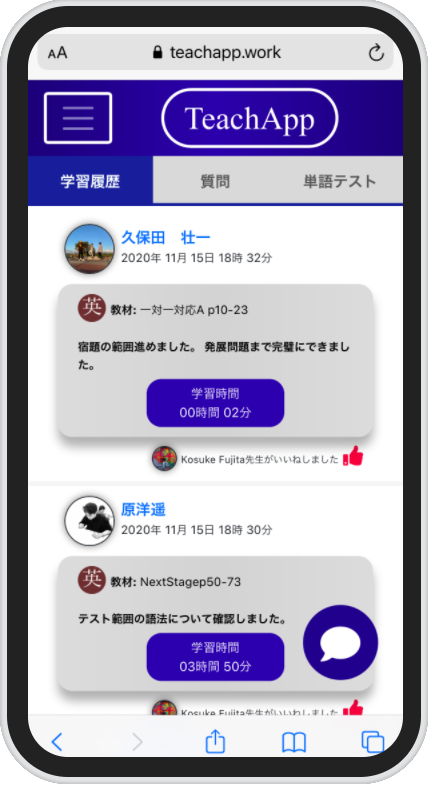 AA teachapp.work
TeachApp
学習履歴 質問 単語テスト
久保田 壮一
2020年 11月 15日 18時 32分
英 教材: 一対一対応A p10-23
宿題の範囲進めました。 発展問題まで完璧にできまし
た。
学習時間
00時間 02分
Kosuke Fujita先生がいいねしました
原洋遥
2020年 11月 15日 18時 30分
英 教材: NextStagep50-73
テスト範囲の語法について確認しました。
学習時間
03時間 50分
Kosuke Fujita先生がいいねしました